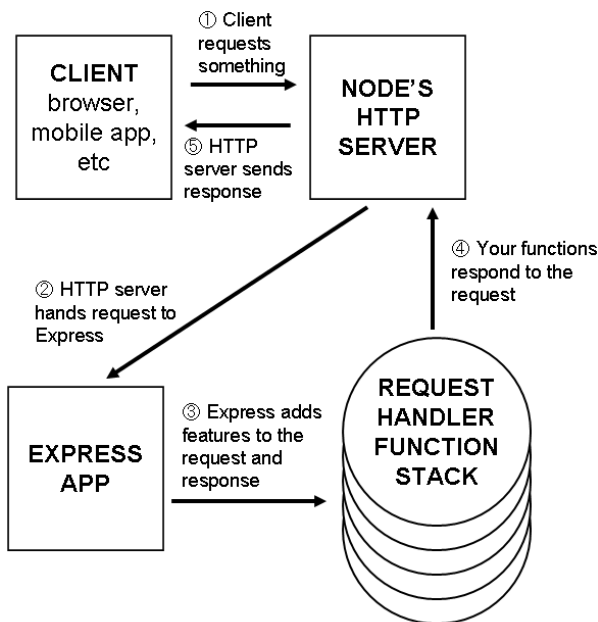 ① Client
requests
something
CLIENT
browser,
mobile app,
etc
NODE'S
HTTP
SERVER
⑤ HTTP
server sends
response
④ Your functions
respond to the
request
② HTTP server
hands request to
Express
③ Express adds
features to the
request and
response
EXPRESS
APP
REQUEST
HANDLER
FUNCTION
STACK